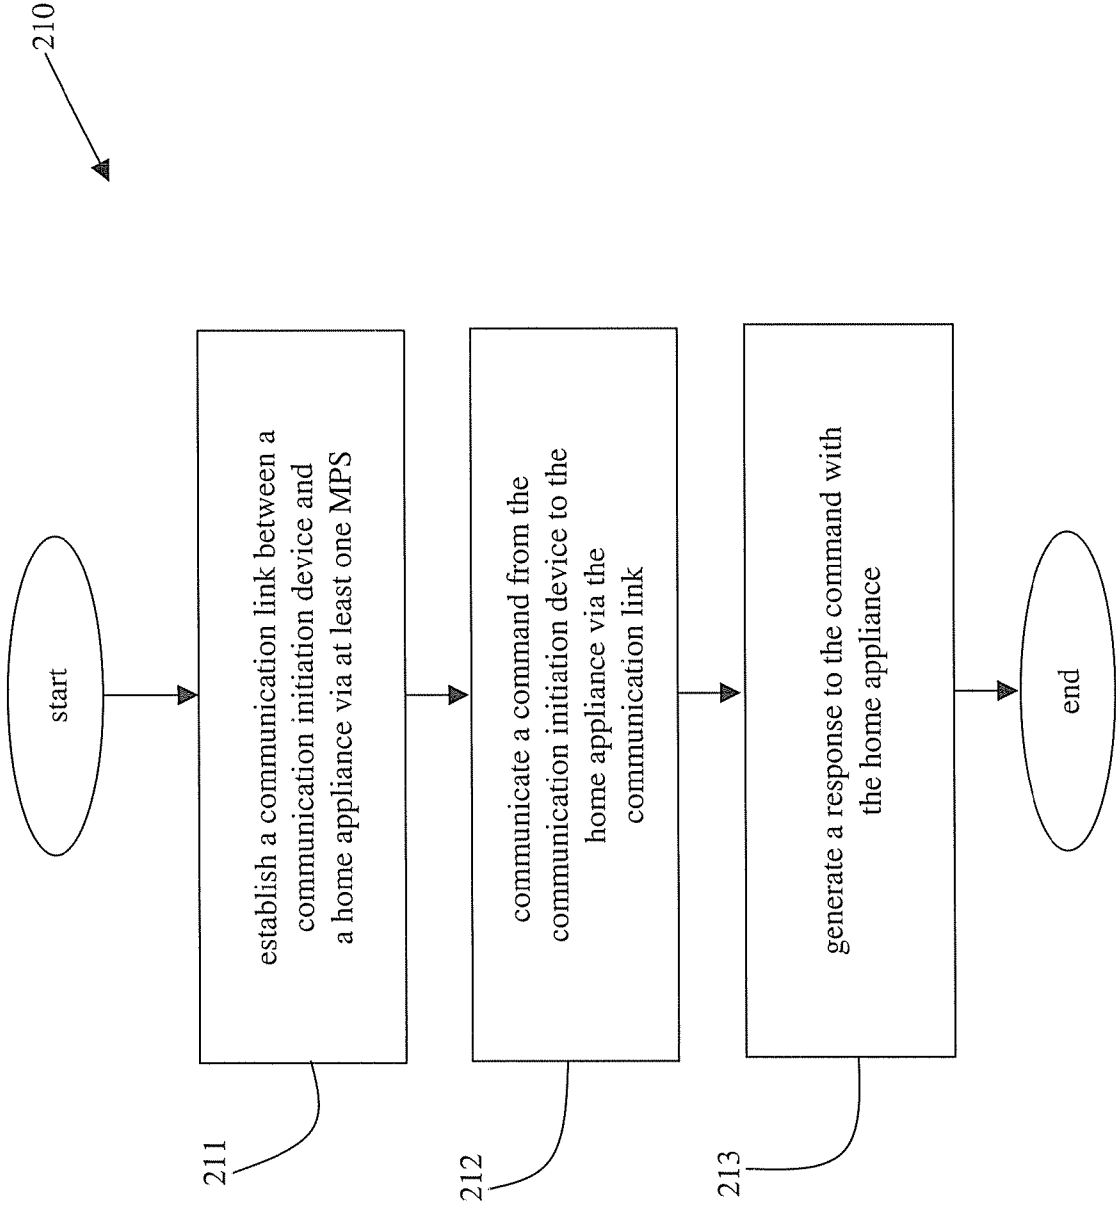 210
start
211
establish a communication link between a
communication initiation device and
a home appliance via at least one MPS
212
communicate a command from the
communication initiation device to the
home appliance via the
communication link
213
generate a response to the command with
the home appliance
end